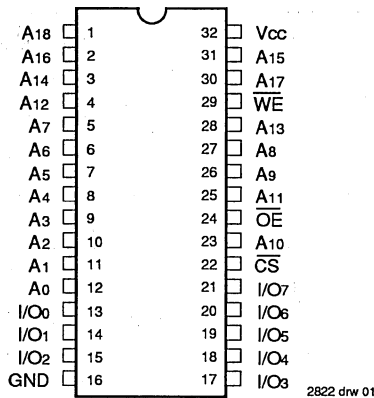 A18 1 32 Vcc
A16 2 31 A15
A14 3 30 A17
A12 4 29 W̅E̅
A7 5 28 A13
A6 6 27 A8
A5 7 26 A9
A4 8 25 A11
A3 9 24 O̅E̅
A2 10 23 A10
A1 11 22 C̅S̅
A0 12 21 I/O7
I/O0 13 20 I/O6
I/O1 14 19 I/O5
I/O2 15 18 I/O4
GND 16 17 I/O3
2822 drw 01